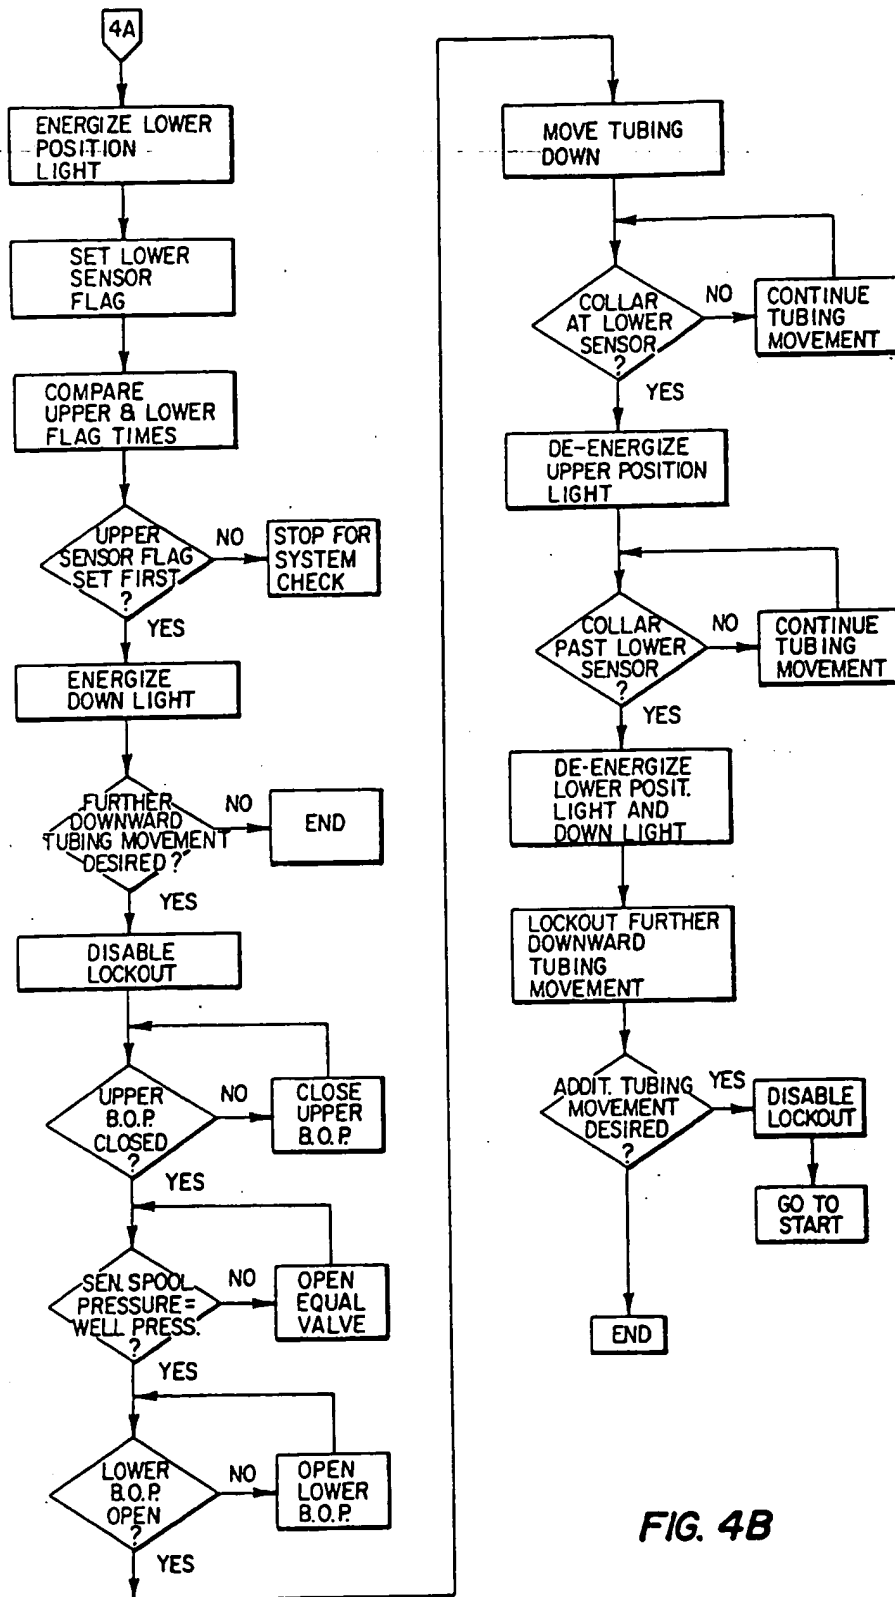 4A
ENERGIZE LOWER
POSITION
LIGHT
SET LOWER
SENSOR
FLAG
COMPARE
UPPER & LOWER
FLAG TIMES
UPPER
SENSOR FLAG
SET FIRST
?
NO
STOP FOR
SYSTEM
CHECK
YES
ENERGIZE
DOWN LIGHT
FURTHER
DOWNWARD
TUBING MOVEMENT
DESIRED?
NO
END
YES
DISABLE
LOCKOUT
UPPER
B.O.P.
CLOSED
?
NO
CLOSE
UPPER
B.O.P.
YES
SEN. SPOOL
PRESSURE=
WELL PRESS.
?
NO
OPEN
EQUAL
VALVE
YES
LOWER
B.O.P.
OPEN
?
NO
OPEN
LOWER
B.O.P.
YES
MOVE TUBING
DOWN
COLLAR
AT LOWER
SENSOR
?
NO
CONTINUE
TUBING
MOVEMENT
YES
DE-ENERGIZE
UPPER POSITION
LIGHT
COLLAR
PAST LOWER
SENSOR
?
NO
CONTINUE
TUBING
MOVEMENT
YES
DE-ENERGIZE
LOWER POSIT.
LIGHT AND
DOWN LIGHT
LOCKOUT FURTHER
DOWNWARD
TUBING
MOVEMENT
ADDIT. TUBING
MOVEMENT
DESIRED
?
YES
DISABLE
LOCKOUT
GO TO
START
END
FIG. 4B